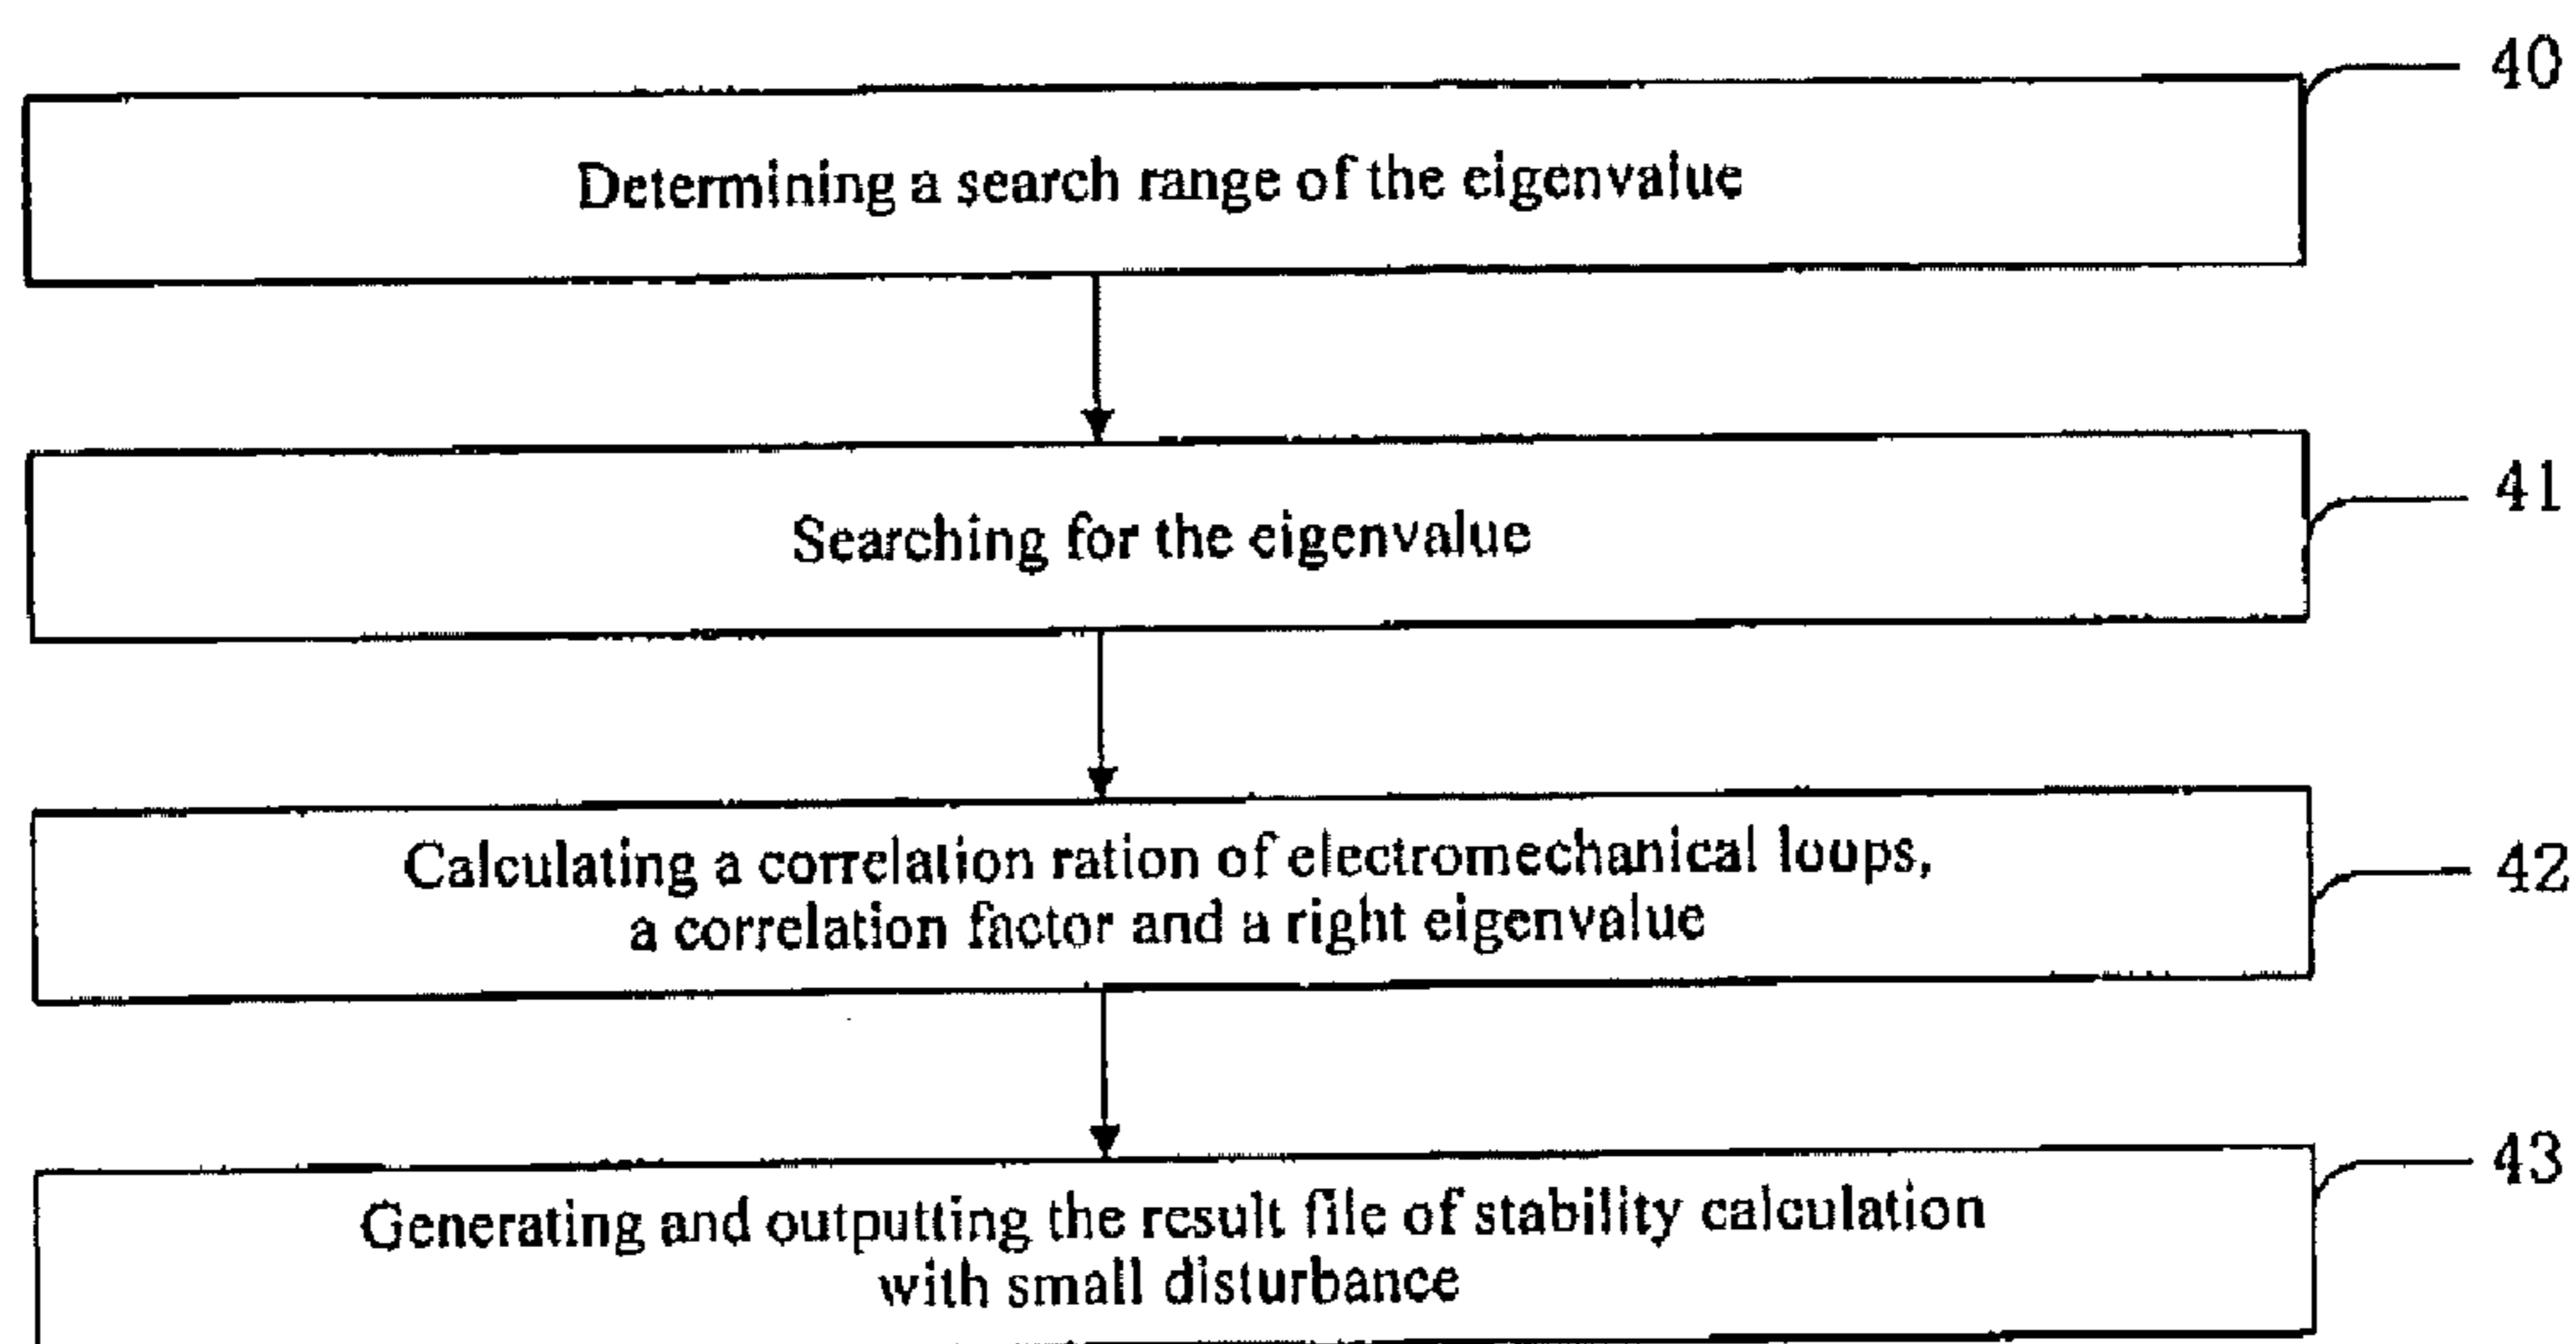 40
Determining a search range of the eigenvalue
41
Searching for the eigenvalue
42
Calculating a correlation ration of electromechanical loops,
a correlation factor and a right eigenvalue
43
Generating and outputting the result file of stability calculation
with small disturbance